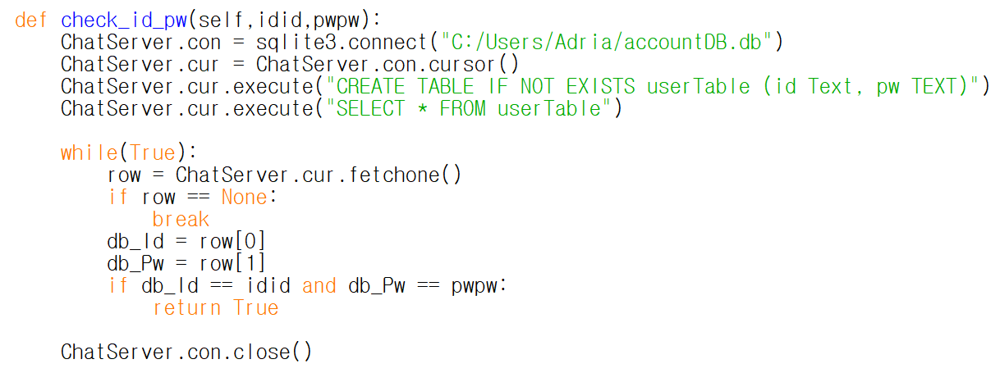 def check_id_pw(self,idid,pwpw):
    ChatServer.con = sqlite3.connect("C:/Users/Adria/accountDB.db")
    ChatServer.cur = ChatServer.con.cursor()
    ChatServer.cur.execute("CREATE TABLE IF NOT EXISTS userTable (id Text, pw TEXT)")
    ChatServer.cur.execute("SELECT * FROM userTable")

    while(True):
        row = ChatServer.cur.fetchone()
        if row == None:
            break
        db_Id = row[0]
        db_Pw = row[1]
        if db_Id == idid and db_Pw == pwpw:
            return True

    ChatServer.con.close()